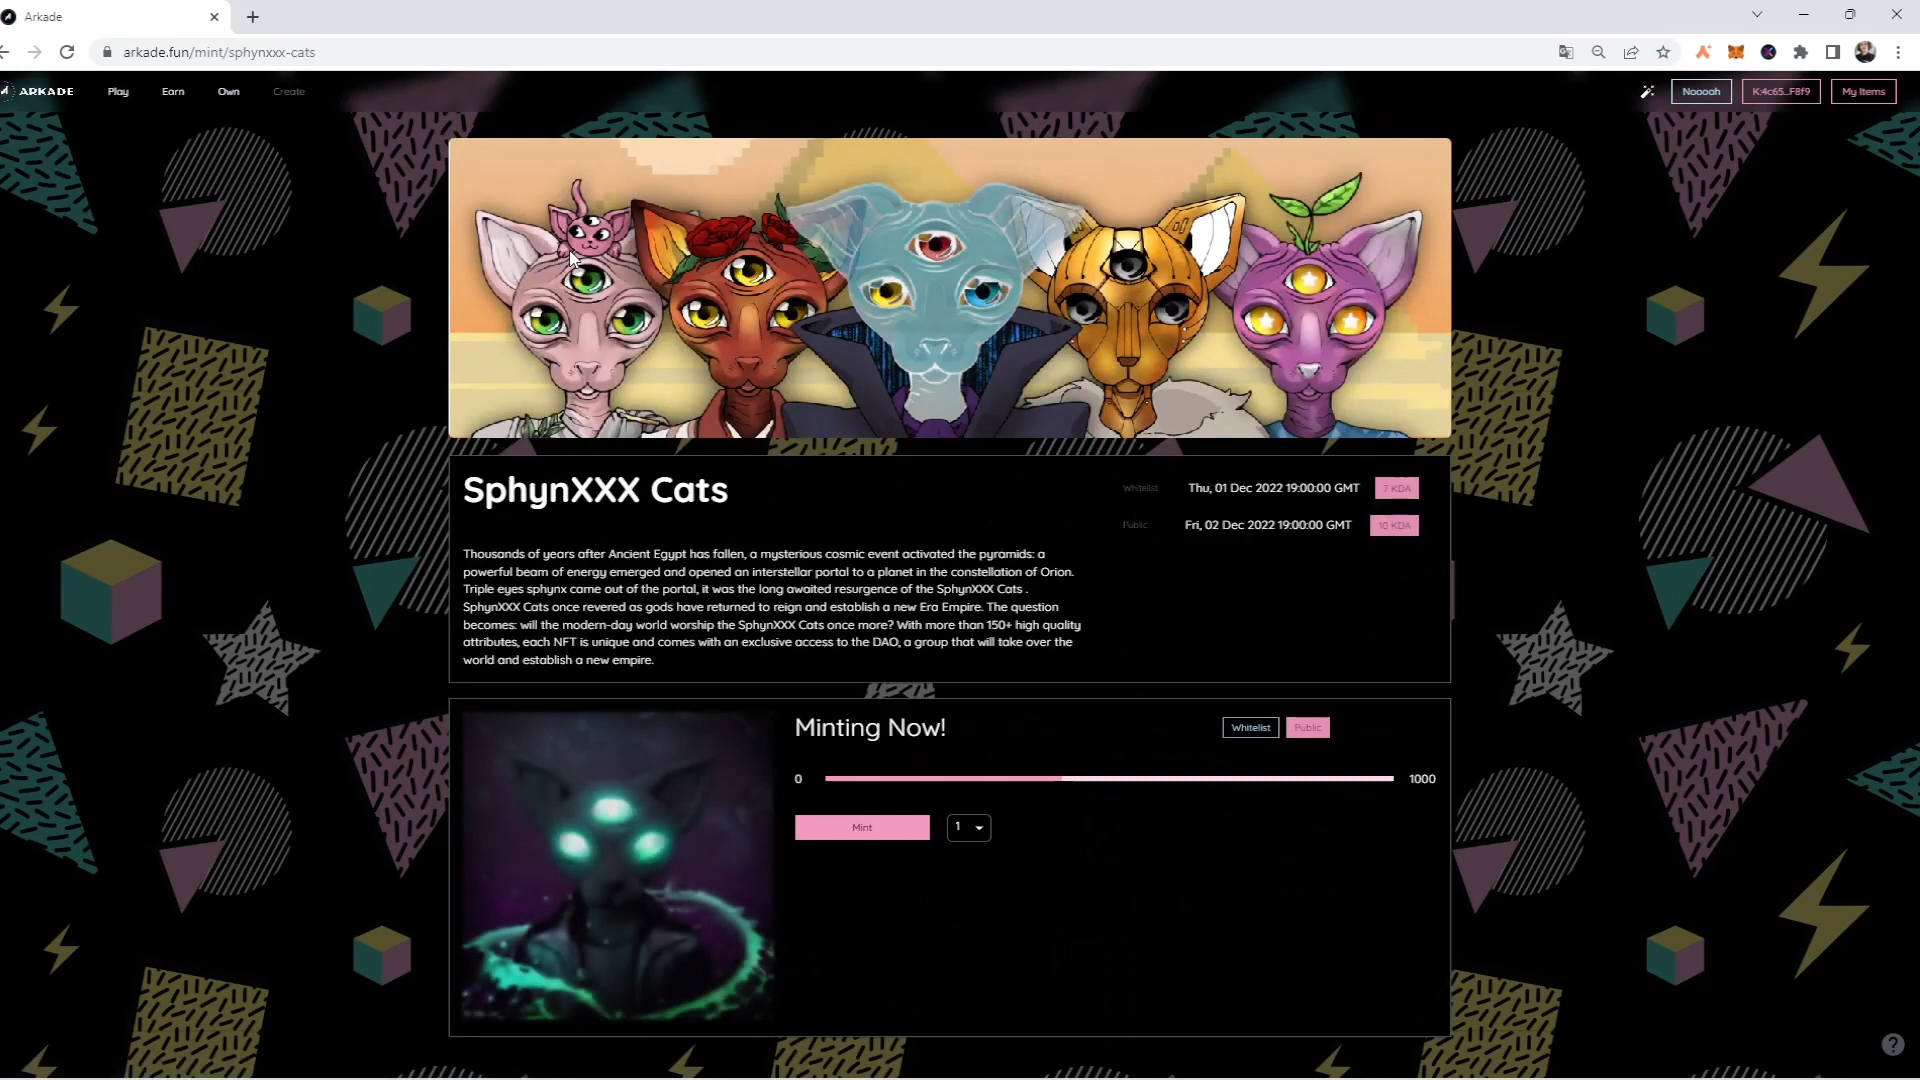 Arkade
arkade.fun/mint/sphynxxx-cats
ARKADE Play Earn Own Create Noooah K:4c65...F8f9 My Items
SphynXXX Cats
Whitelist Thu, 01 Dec 2022 19:00:00 GMT 7 KDA
Public Fri, 02 Dec 2022 19:00:00 GMT 10 KDA
Thousands of years after Ancient Egypt has fallen, a mysterious cosmic event activated the pyramids: a
powerful beam of energy emerged and opened an interstellar portal to a planet in the constellation of Orion.
Triple eyes sphynx came out of the portal, it was the long awaited resurgence of the SphynXXX Cats .
SphynXXX Cats once revered as gods have returned to reign and establish a new Era Empire. The question
becomes: will the modern-day world worship the SphynXXX Cats once more? With more than 150+ high quality
attributes, each NFT is unique and comes with an exclusive access to the DAO, a group that will take over the
world and establish a new empire.
Minting Now! Whitelist Public
0 1000
Mint 1